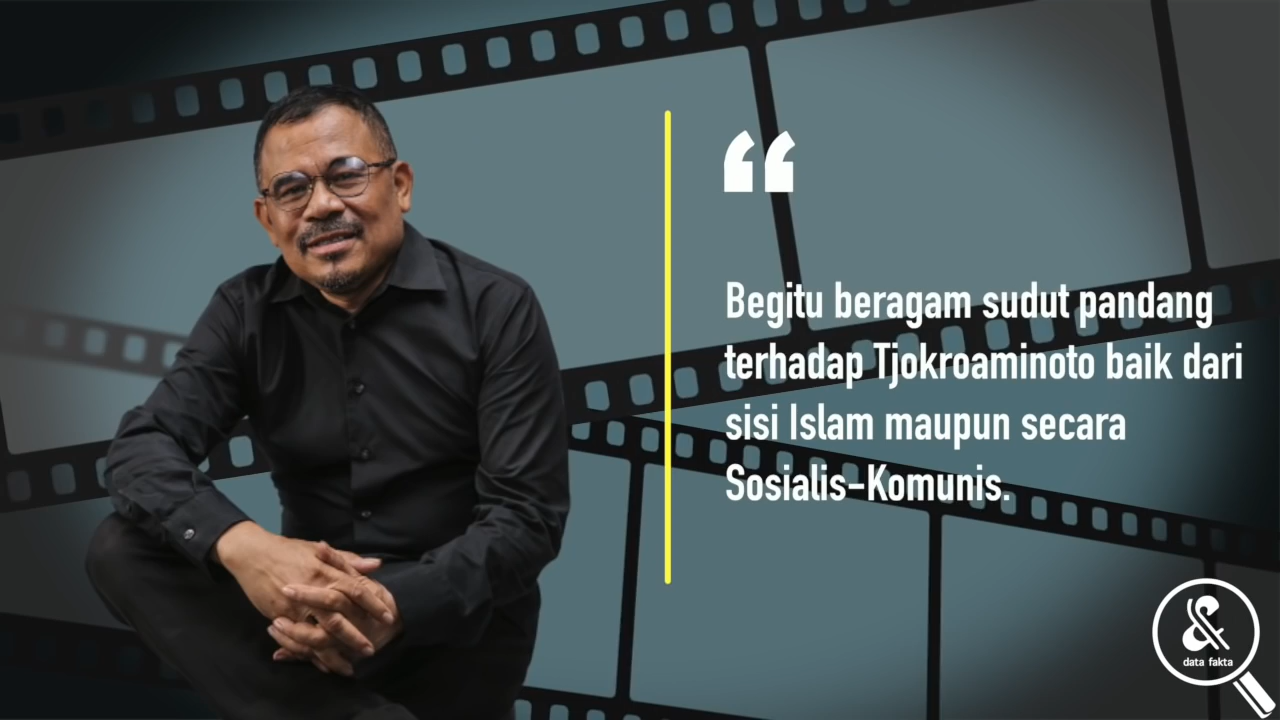 “
Begitu beragam sudut pandang
terhadap Tjokroaminoto baik dari
sisi Islam maupun secara
Sosialis-Komunis.
&
data fakta